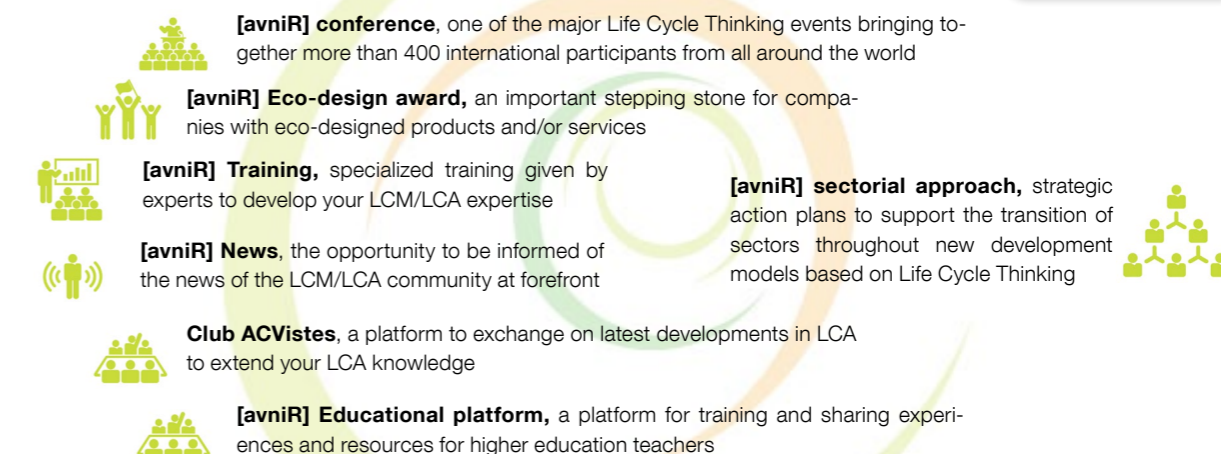 [avniR] conference, one of the major Life Cycle Thinking events bringing to-
gether more than 400 international participants from all around the world
[avniR] Eco-design award, an important stepping stone for compa-
nies with eco-designed products and/or services
[avniR] Training, specialized training given by
experts to develop your LCM/LCA expertise
[avniR] News, the opportunity to be informed of
the news of the LCM/LCA community at forefront
[avniR] sectorial approach, strategic
action plans to support the transition of
sectors throughout new development
models based on Life Cycle Thinking
Club ACVistes, a platform to exchange on latest developments in LCA
to extend your LCA knowledge
[avniR] Educational platform, a platform for training and sharing experi-
ences and resources for higher education teachers